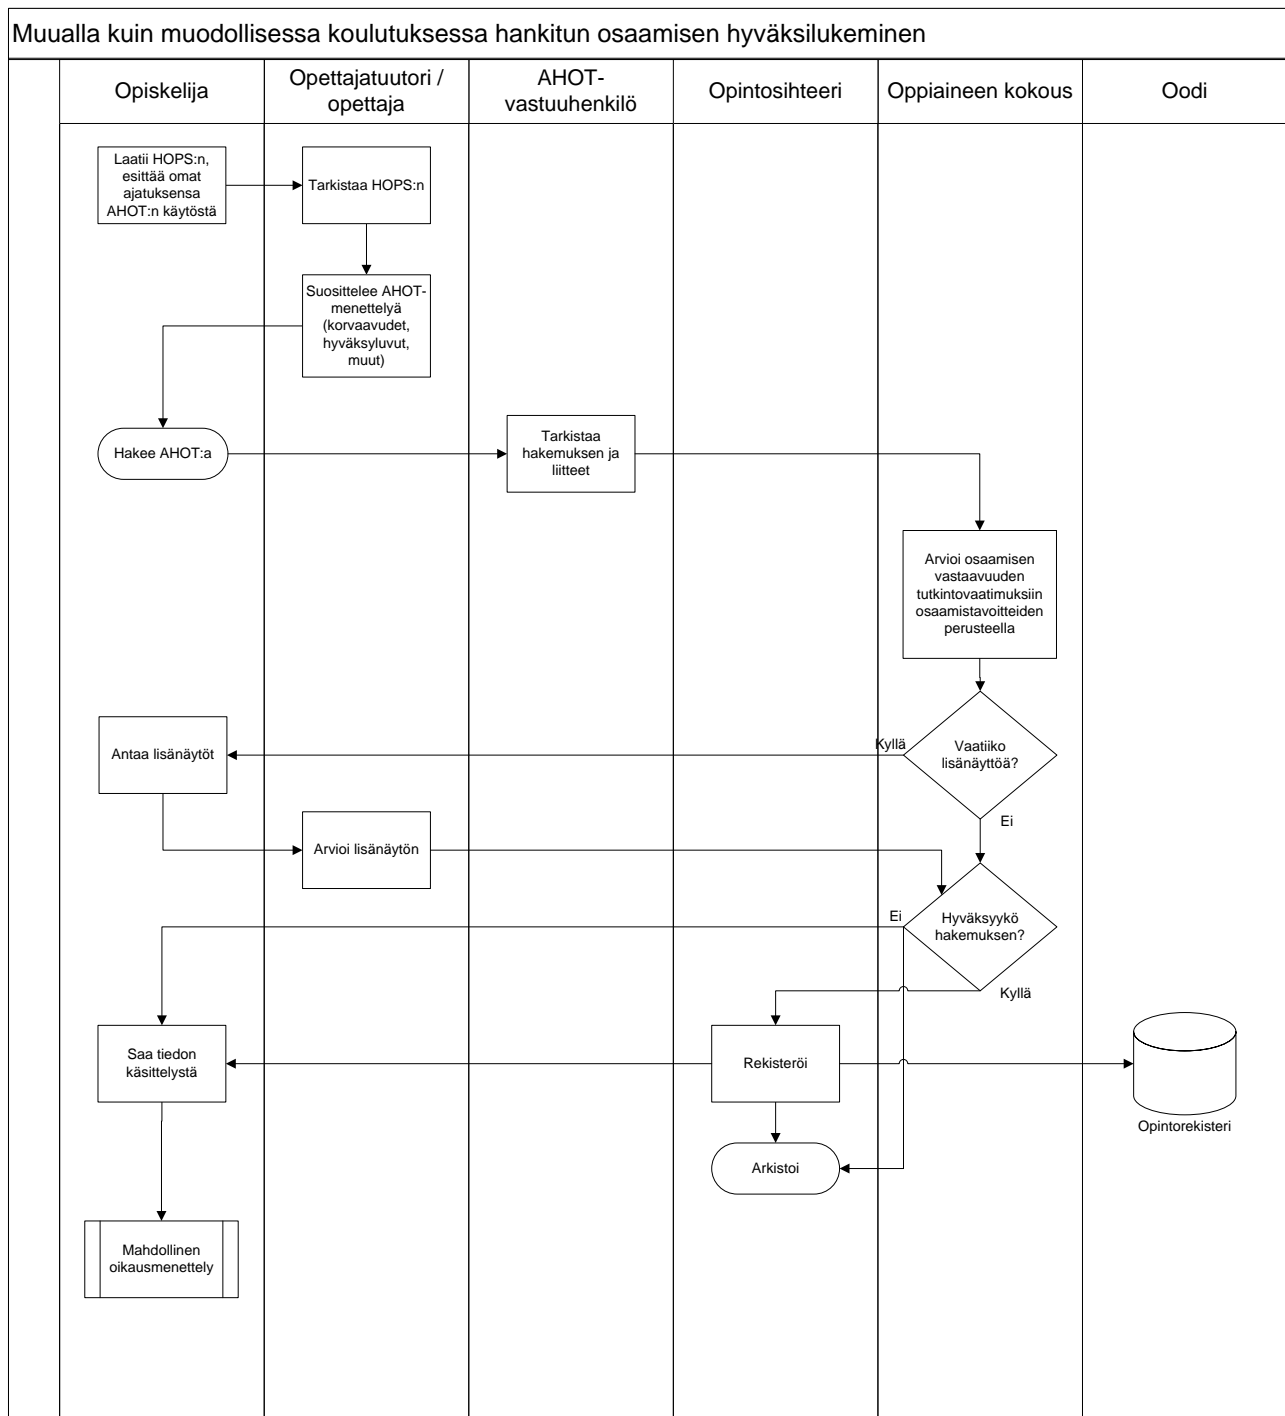 Muualla kuin muodollisessa koulutuksessa hankitun osaamisen hyväksilukeminen
Opiskelija
Opettajatuutori /
opettaja
AHOT-
vastuuhenkilö
Opintosihteeri
Oppiaineen kokous
Oodi
Laatii HOPS:n,
esittää omat
ajatuksensa
AHOT:n käytöstä
Tarkistaa HOPS:n
Suosittelee AHOT-
menettelyä
(korvaavudet,
hyväksyluvut,
muut)
Hakee AHOT:a
Tarkistaa
hakemuksen ja
liitteet
Arvioi osaamisen
vastaavuuden
tutkintovaatimuksiin
osaamistavoitteiden
perusteella
Antaa lisänäytöt
Kyllä
Vaatiiko
lisänäyttöä?
Ei
Arvioi lisänäytön
Ei
Hyväksyykö
hakemuksen?
Kyllä
Saa tiedon
käsittelystä
Rekisteröi
Opintorekisteri
Arkistoi
Mahdollinen
oikausmenettely